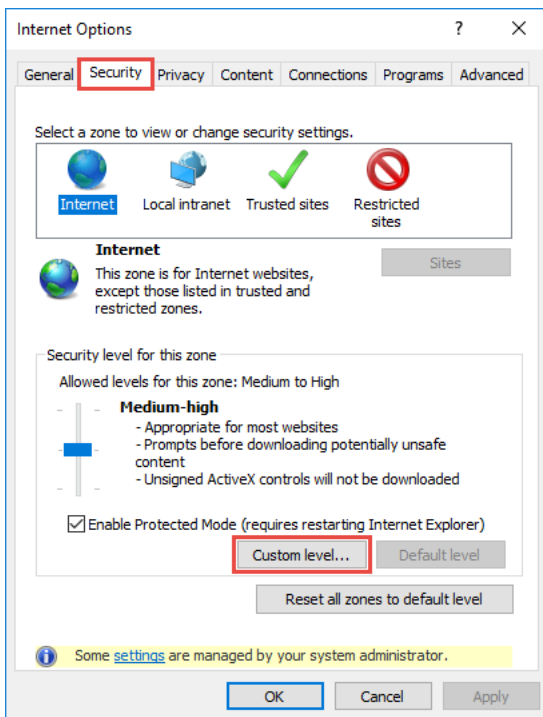 Internet Options
?
General Security Privacy Content Connections Programs Advanced
Select a zone to view or change security settings.
Internet Local intranet Trusted sites Restricted
sites
Internet
Sites
This zone is for Internet websites,
except those listed in trusted and
restricted zones.
Security level for this zone
Allowed levels for this zone: Medium to High
Medium-high
- Appropriate for most websites
- Prompts before downloading potentially unsafe
content
- Unsigned ActiveX controls will not be downloaded
Enable Protected Mode (requires restarting Internet Explorer)
Custom level... Default level
Reset all zones to default level
Some settings are managed by your system administrator.
OK Cancel Apply